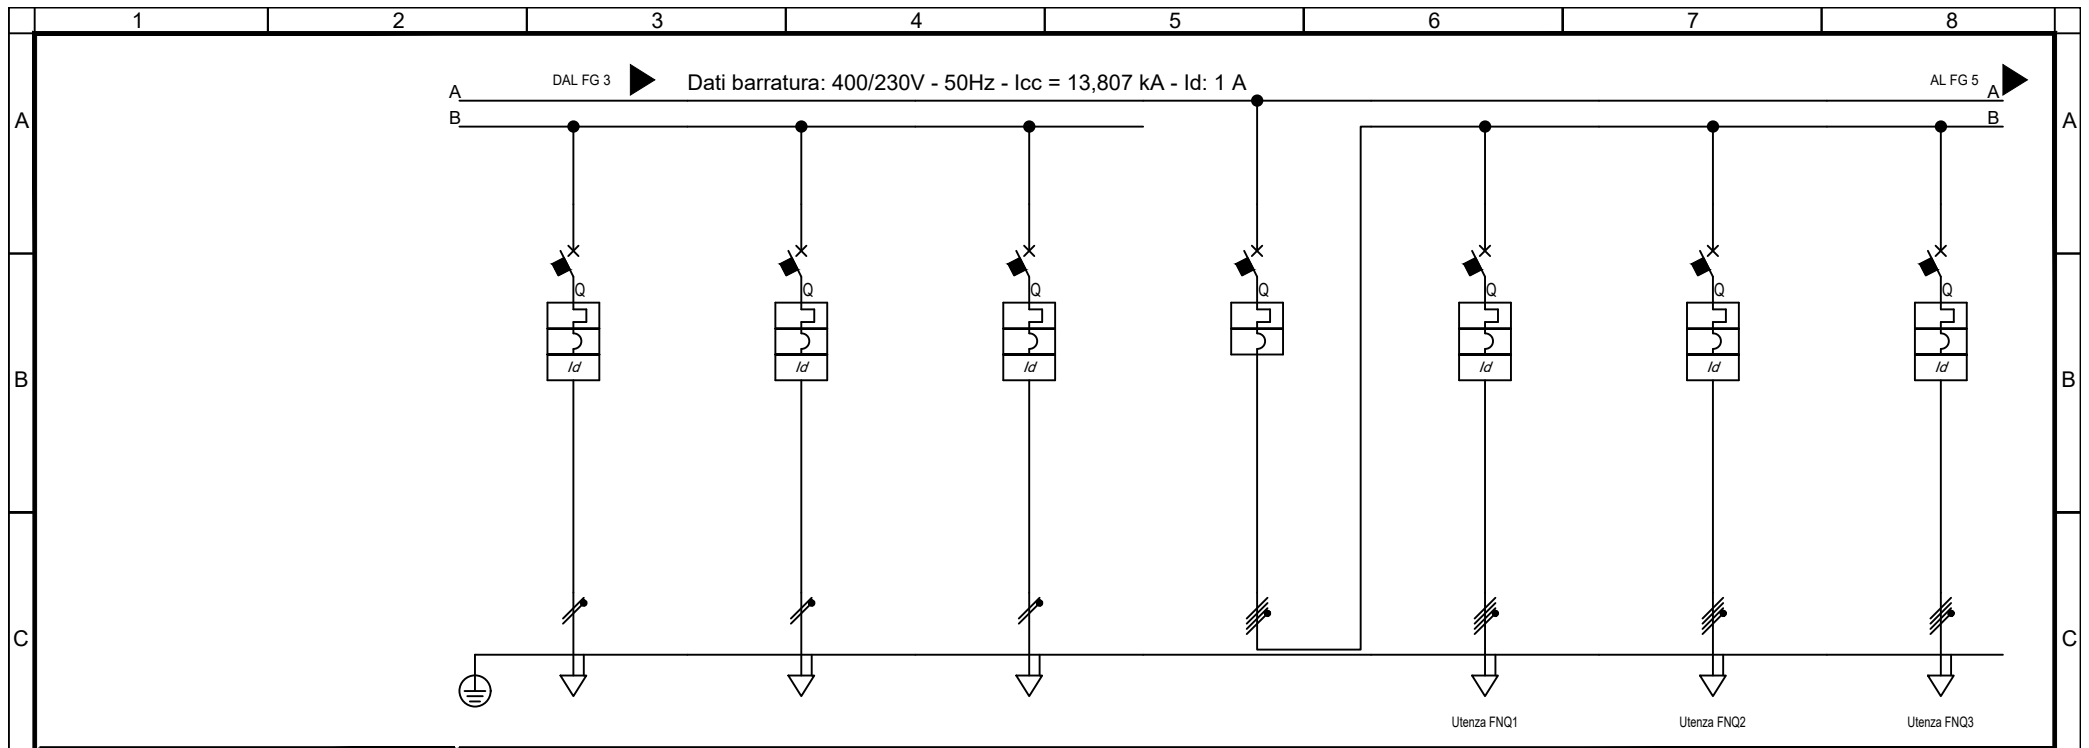 1 2 3 4 5 6 7 8
DAL FG 3 Dati barratura: 400/230V - 50Hz - Icc = 13,807 kA - Id: 1 A AL FG 5
A A
B B
A A
Q Q Q Q Q Q Q
Id Id Id Id Id Id
B B
C C
Utenza FNQ1 Utenza FNQ2 Utenza FNQ3